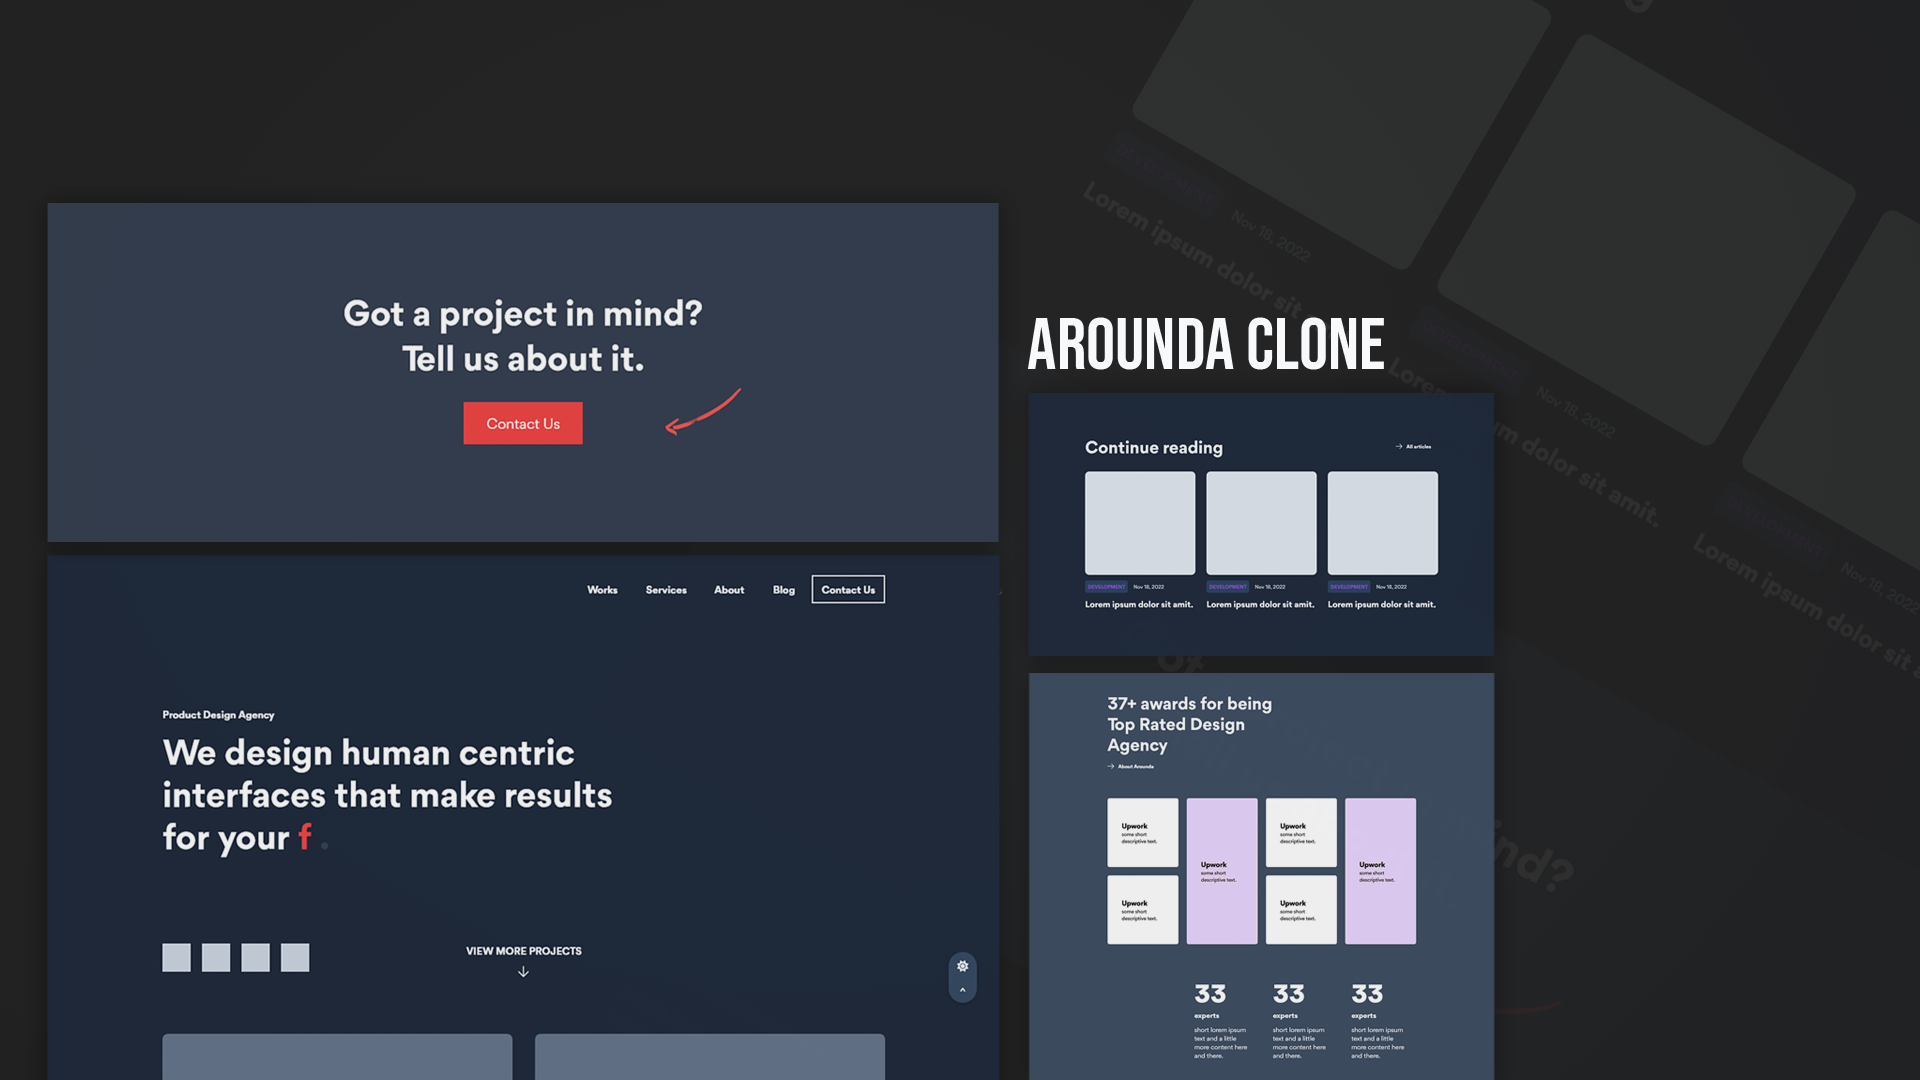 Got a project in mind?
Tell us about it.
Contact Us
Works
Services
About
Blog
Contact Us
Product Design Agency
We design human centric
interfaces that make results
for your f .
VIEW MORE PROJECTS
AROUNDA CLONE
Continue reading
All articles
DEVELOPMENT Nov 18, 2022
Lorem ipsum dolor sit amit.
DEVELOPMENT Nov 18, 2022
Lorem ipsum dolor sit amit.
DEVELOPMENT Nov 18, 2022
Lorem ipsum dolor sit amit.
37+ awards for being
Top Rated Design
Agency
About Arounda
Upwork
some short
descriptive text.
Upwork
some short
descriptive text.
Upwork
some short
descriptive text.
Upwork
some short
descriptive text.
Upwork
some short
descriptive text.
Upwork
some short
descriptive text.
33
experts
short lorem ipsum
text and a little
more content here
and there.
33
experts
short lorem ipsum
text and a little
more content here
and there.
33
experts
short lorem ipsum
text and a little
more content here
and there.
DEVELOPMENT Nov 18, 2022
Lorem ipsum dolor sit
DEVELOPMENT Nov 18, 2022
Lorem ipsum dolor sit amit.
DEVELOPMENT Nov 18, 2022
Lorem ipsum dolor sit
mind?